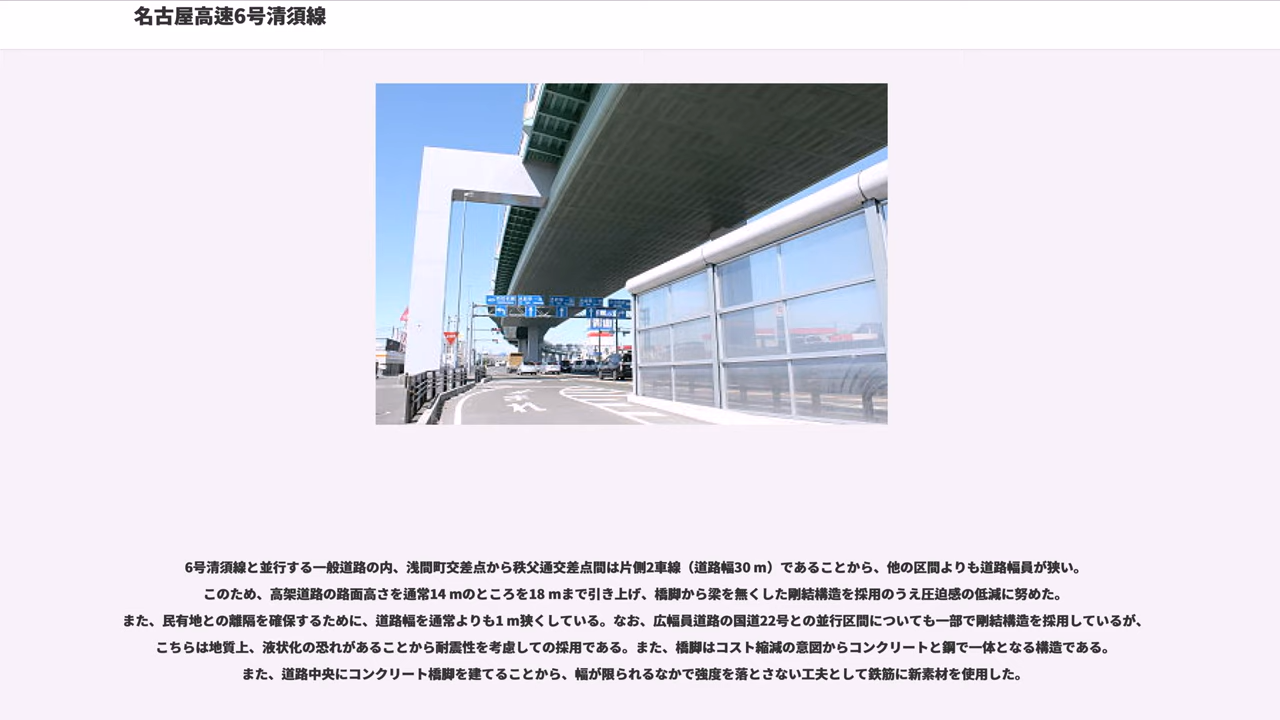 名古屋高速6号清須線
6号清須線と並行する一般道路の内、浅間町交差点から秩父通交差点間は片側2車線（道路幅30 m）であることから、他の区間よりも道路幅員が狭い。
このため、高架道路の路面高さを通常14 mのところを18 mまで引き上げ、橋脚から梁を無くした剛結構造を採用のうえ圧迫感の低減に努めた。
また、民有地との離隔を確保するために、道路幅を通常よりも1 m狭くしている。なお、広幅員道路の国道22号との並行区間についても一部で剛結構造を採用しているが、
こちらは地質上、液状化の恐れがあることから耐震性を考慮しての採用である。また、橋脚はコスト縮減の意図からコンクリートと鋼で一体となる構造である。
また、道路中央にコンクリート橋脚を建てることから、幅が限られるなかで強度を落とさない工夫として鉄筋に新素材を使用した。